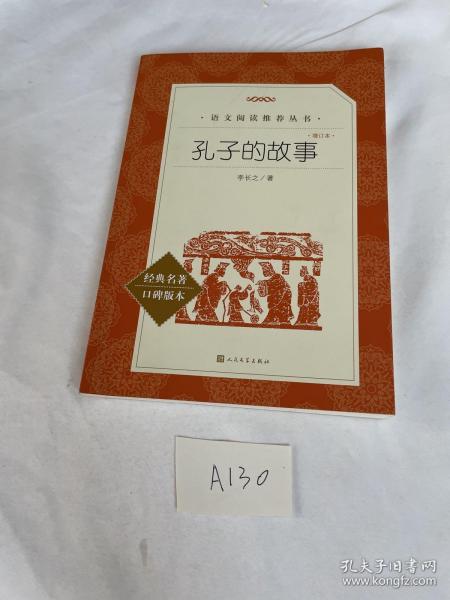 ·语文阅读推荐丛书·
·增订本·
孔子的故事
李长之/著
经典名著
口碑版本
人民文学出版社
A130
孔夫子旧书网
www.kongfz.com